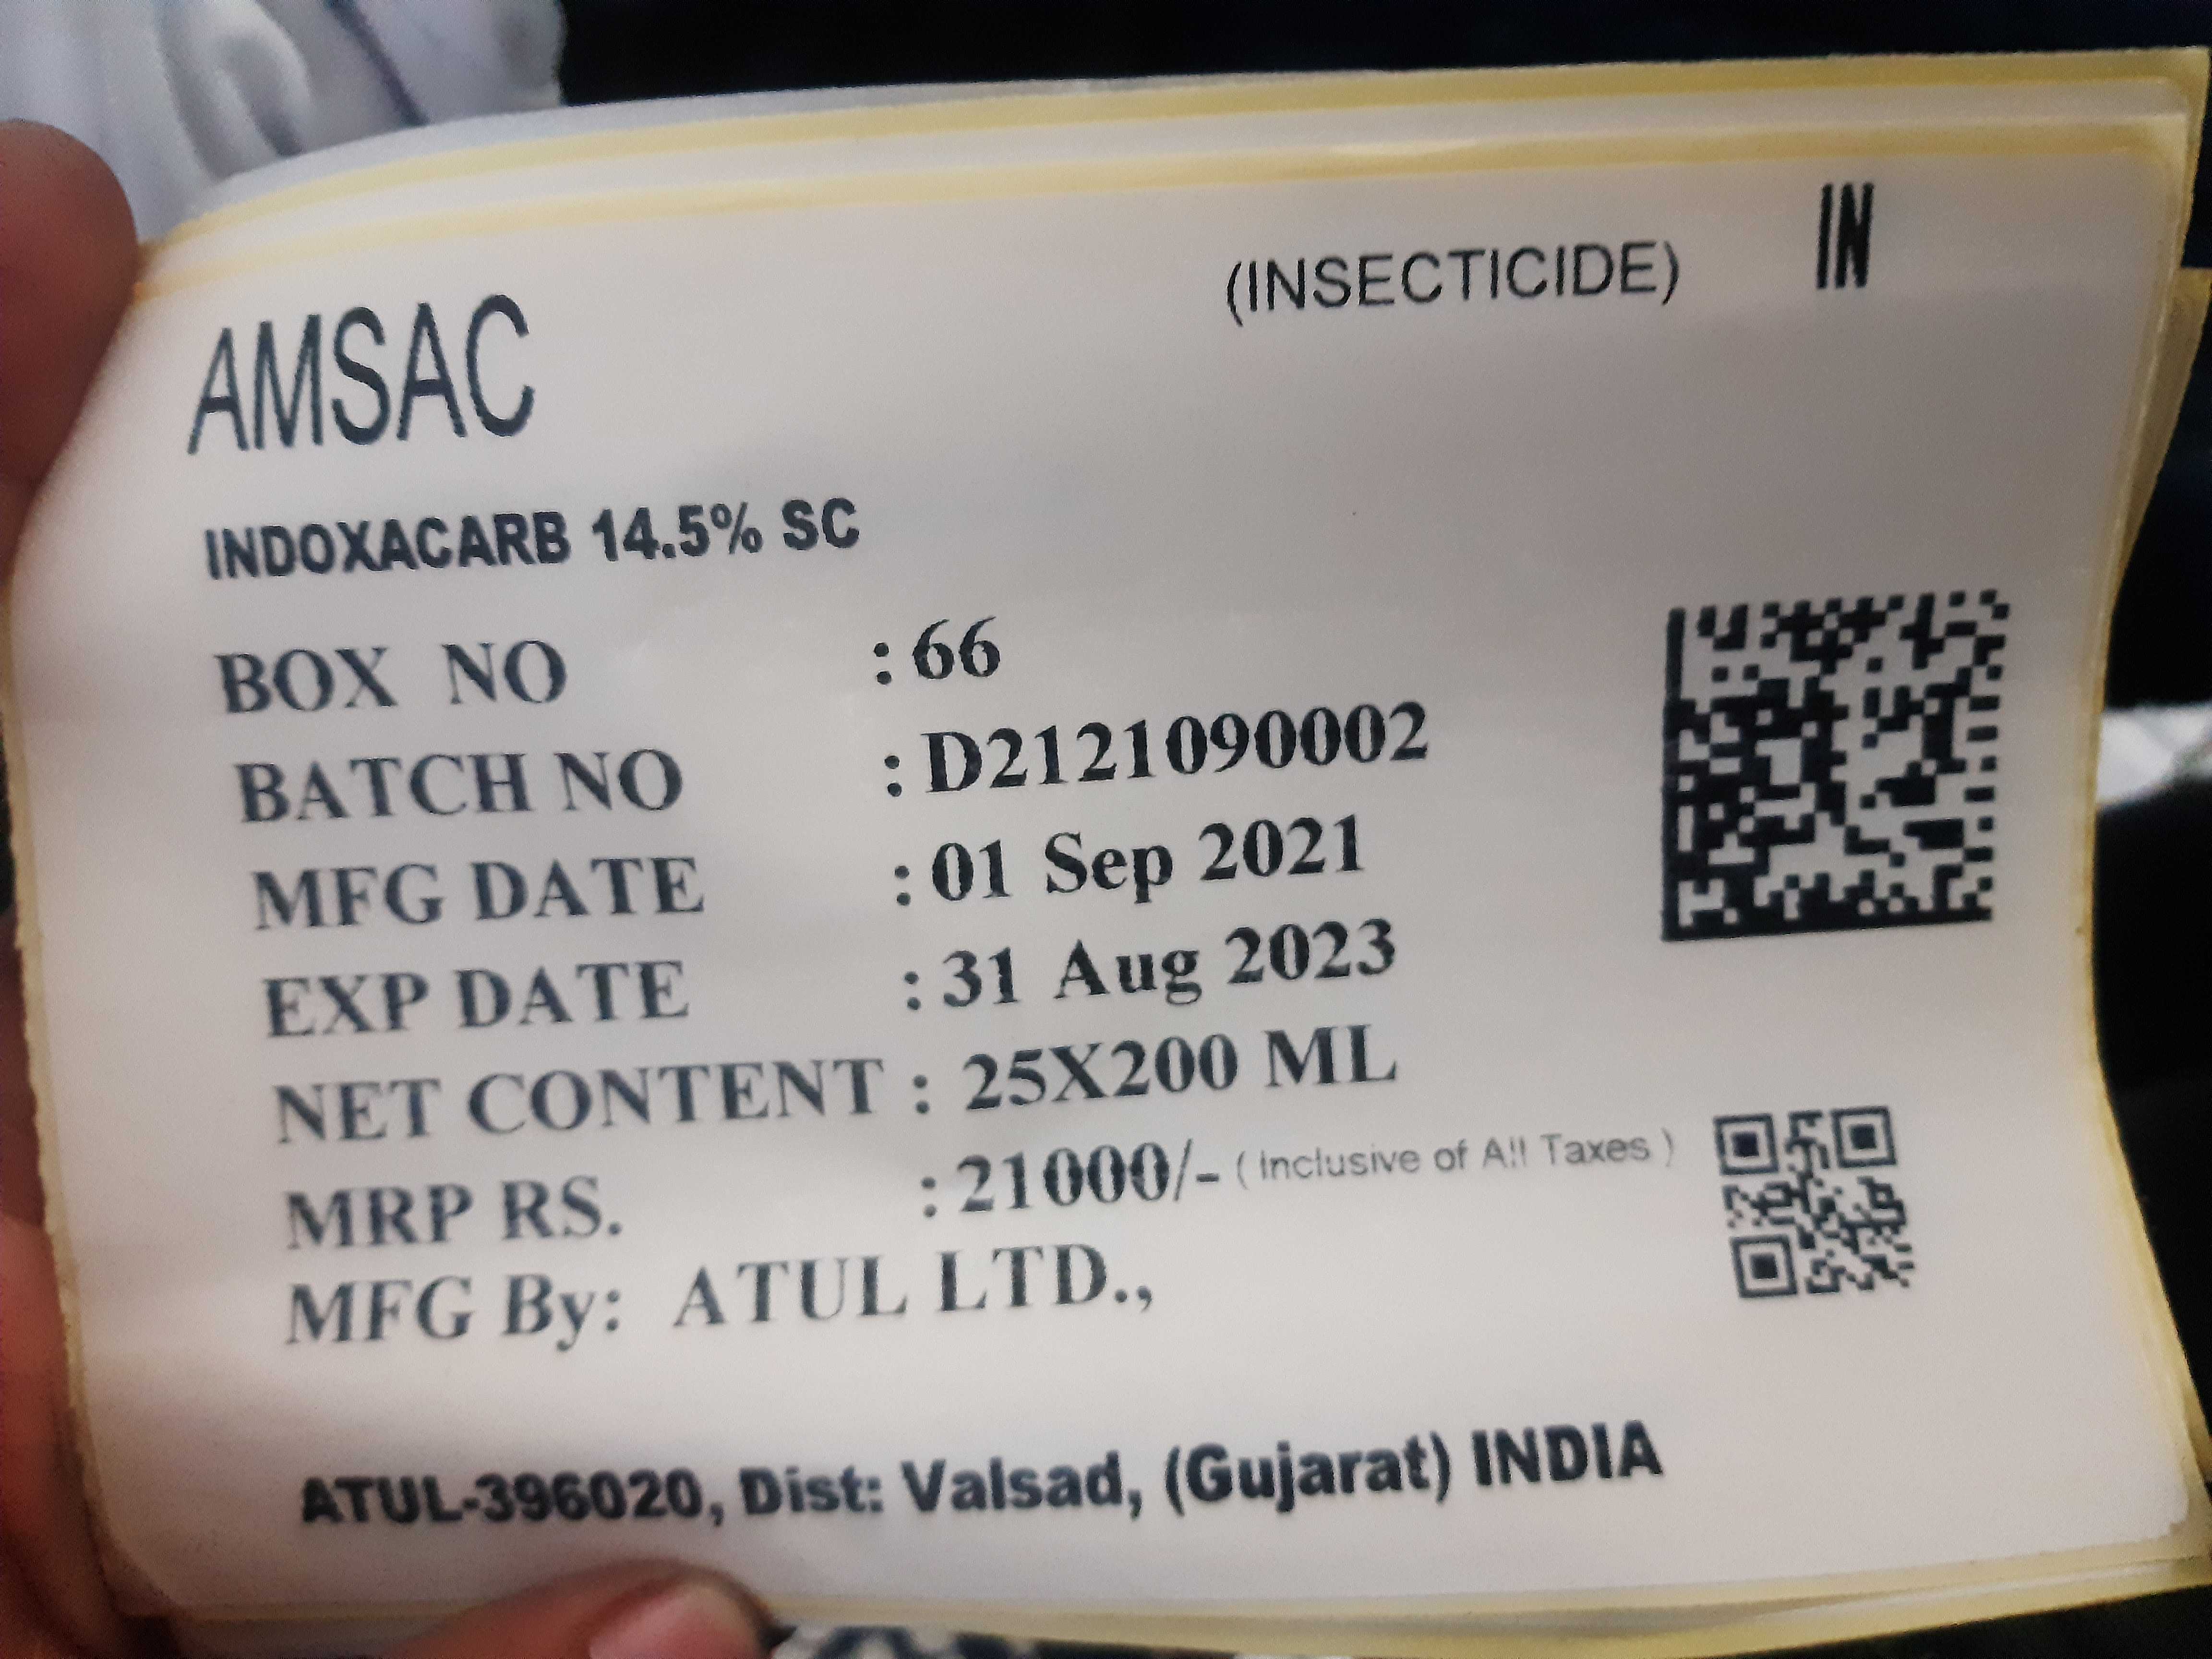 (INSECTICIDE) IN
AMSAC
INDOXACARB 14.5% SC
BOX NO : 66
BATCH NO : D2121090002
MFG DATE : 01 Sep 2021
EXP DATE : 31 Aug 2023
NET CONTENT : 25X200 ML
MRP RS. : 21000/- ( Inclusive of All Taxes )
MFG By: ATUL LTD.,
ATUL-396020, Dist: Valsad, (Gujarat) INDIA